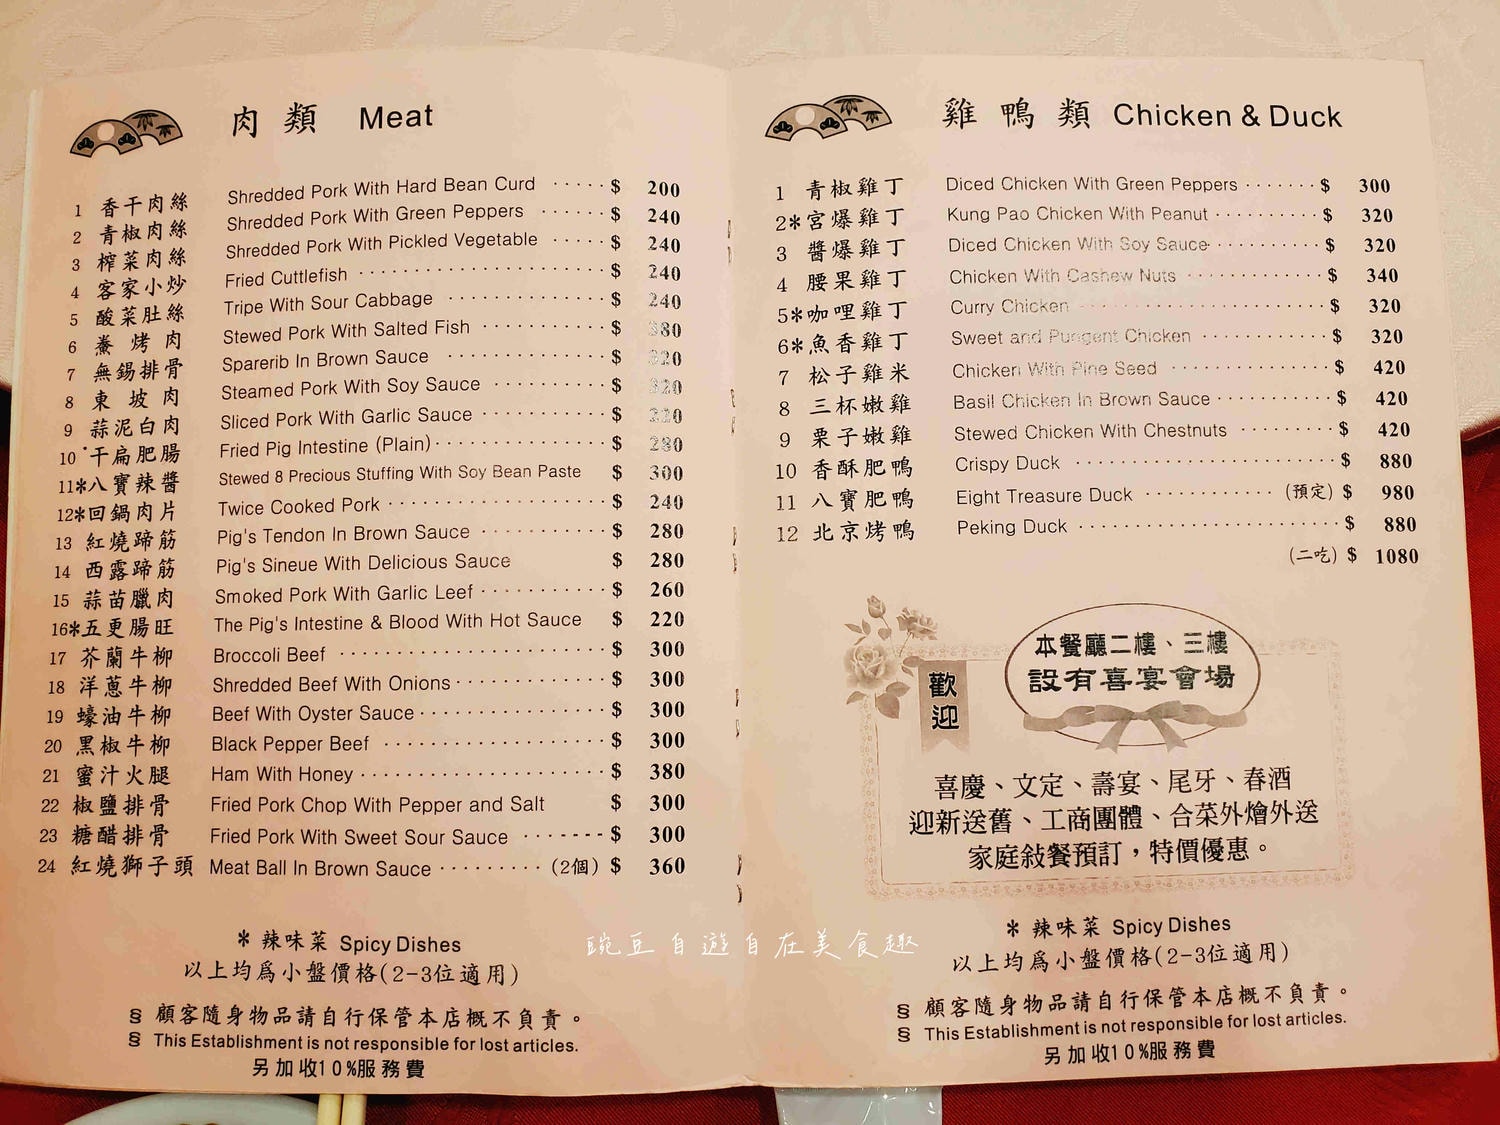 肉類 Meat
1 香干肉絲 Shredded Pork With Hard Bean Curd ····· $ 200
2 青椒肉絲 Shredded Pork With Green Peppers ······ $ 240
3 榨菜肉絲 Shredded Pork With Pickled Vegetable ····· $ 240
4 客家小炒 Fried Cuttlefish ······················· $ 240
5 酸菜肚絲 Tripe With Sour Cabbage ·············· $ 240
6 鯗烤肉 Stewed Pork With Salted Fish ··········· $ 380
7 無錫排骨 Sparerib In Brown Sauce ·············· $ 320
8 東坡肉 Steamed Pork With Soy Sauce ··········· $ 320
9 蒜泥白肉 Sliced Pork With Garlic Sauce ··········· $ 220
10 干扁肥腸 Fried Pig Intestine (Plain) ················ $ 280
11*八寶辣醬 Stewed 8 Precious Stuffing With Soy Bean Paste $ 300
12*回鍋肉片 Twice Cooked Pork ···················· $ 240
13 紅燒蹄筋 Pig's Tendon In Brown Sauce ··········· $ 280
14 西露蹄筋 Pig's Sineue With Delicious Sauce $ 280
15 蒜苗臘肉 Smoked Pork With Garlic Leef ··········· $ 260
16*五更腸旺 The Pig's Intestine & Blood With Hot Sauce $ 220
17 芥蘭牛柳 Broccoli Beef ························ $ 300
18 洋蔥牛柳 Shredded Beef With Onions ············· $ 300
19 蠔油牛柳 Beef With Oyster Sauce ················ $ 300
20 黑椒牛柳 Black Pepper Beef ···················· $ 300
21 蜜汁火腿 Ham With Honey ······················ $ 380
22 椒鹽排骨 Fried Pork Chop With Pepper and Salt $ 300
23 糖醋排骨 Fried Pork With Sweet Sour Sauce ········ $ 300
24 紅燒獅子頭 Meat Ball In Brown Sauce ········· (2個) $ 360
* 辣味菜 Spicy Dishes
以上均為小盤價格(2-3位適用)
§ 顧客隨身物品請自行保管本店概不負責。
§ This Establishment is not responsible for lost articles.
另加收10%服務費
雞鴨類 Chicken & Duck
1 青椒雞丁 Diced Chicken With Green Peppers ······· $ 300
2*宮爆雞丁 Kung Pao Chicken With Peanut ·········· $ 320
3 醬爆雞丁 Diced Chicken With Soy Sauce ··········· $ 320
4 腰果雞丁 Chicken With Cashew Nuts ············· $ 340
5*咖哩雞丁 Curry Chicken ························ $ 320
6*魚香雞丁 Sweet and Pungent Chicken ············ $ 320
7 松子雞米 Chicken With Pine Seed ················ $ 420
8 三杯嫩雞 Basil Chicken In Brown Sauce ··········· $ 420
9 栗子嫩雞 Stewed Chicken With Chestnuts ········· $ 420
10 香酥肥鴨 Crispy Duck ························· $ 880
11 八寶肥鴨 Eight Treasure Duck ············ (預定) $ 980
12 北京烤鴨 Peking Duck ························ $ 880
(二吃) $ 1080
本餐廳二樓、三樓
設有喜宴會場
歡迎
喜慶、文定、壽宴、尾牙、春酒
迎新送舊、工商團體、合菜外燴外送
家庭敍餐預訂，特價優惠。
* 辣味菜 Spicy Dishes
以上均為小盤價格(2-3位適用)
§ 顧客隨身物品請自行保管本店概不負責。
§ This Establishment is not responsible for lost articles.
另加收10%服務費
豌豆自遊自在美食趣